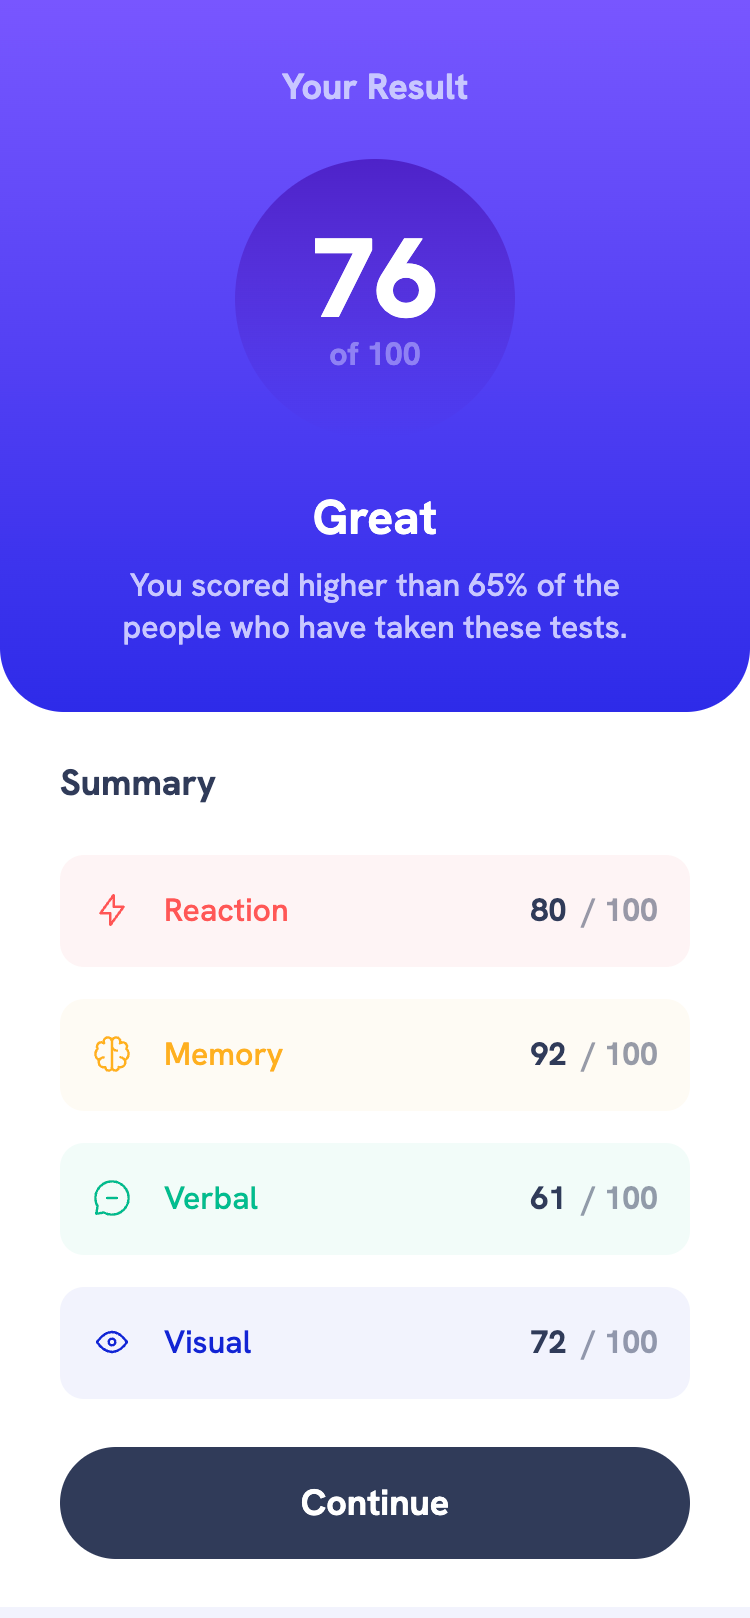 Your Result
76
of 100
Great
You scored higher than 65% of the
people who have taken these tests.
Summary
Reaction 80 / 100
Memory 92 / 100
Verbal 61 / 100
Visual 72 / 100
Continue